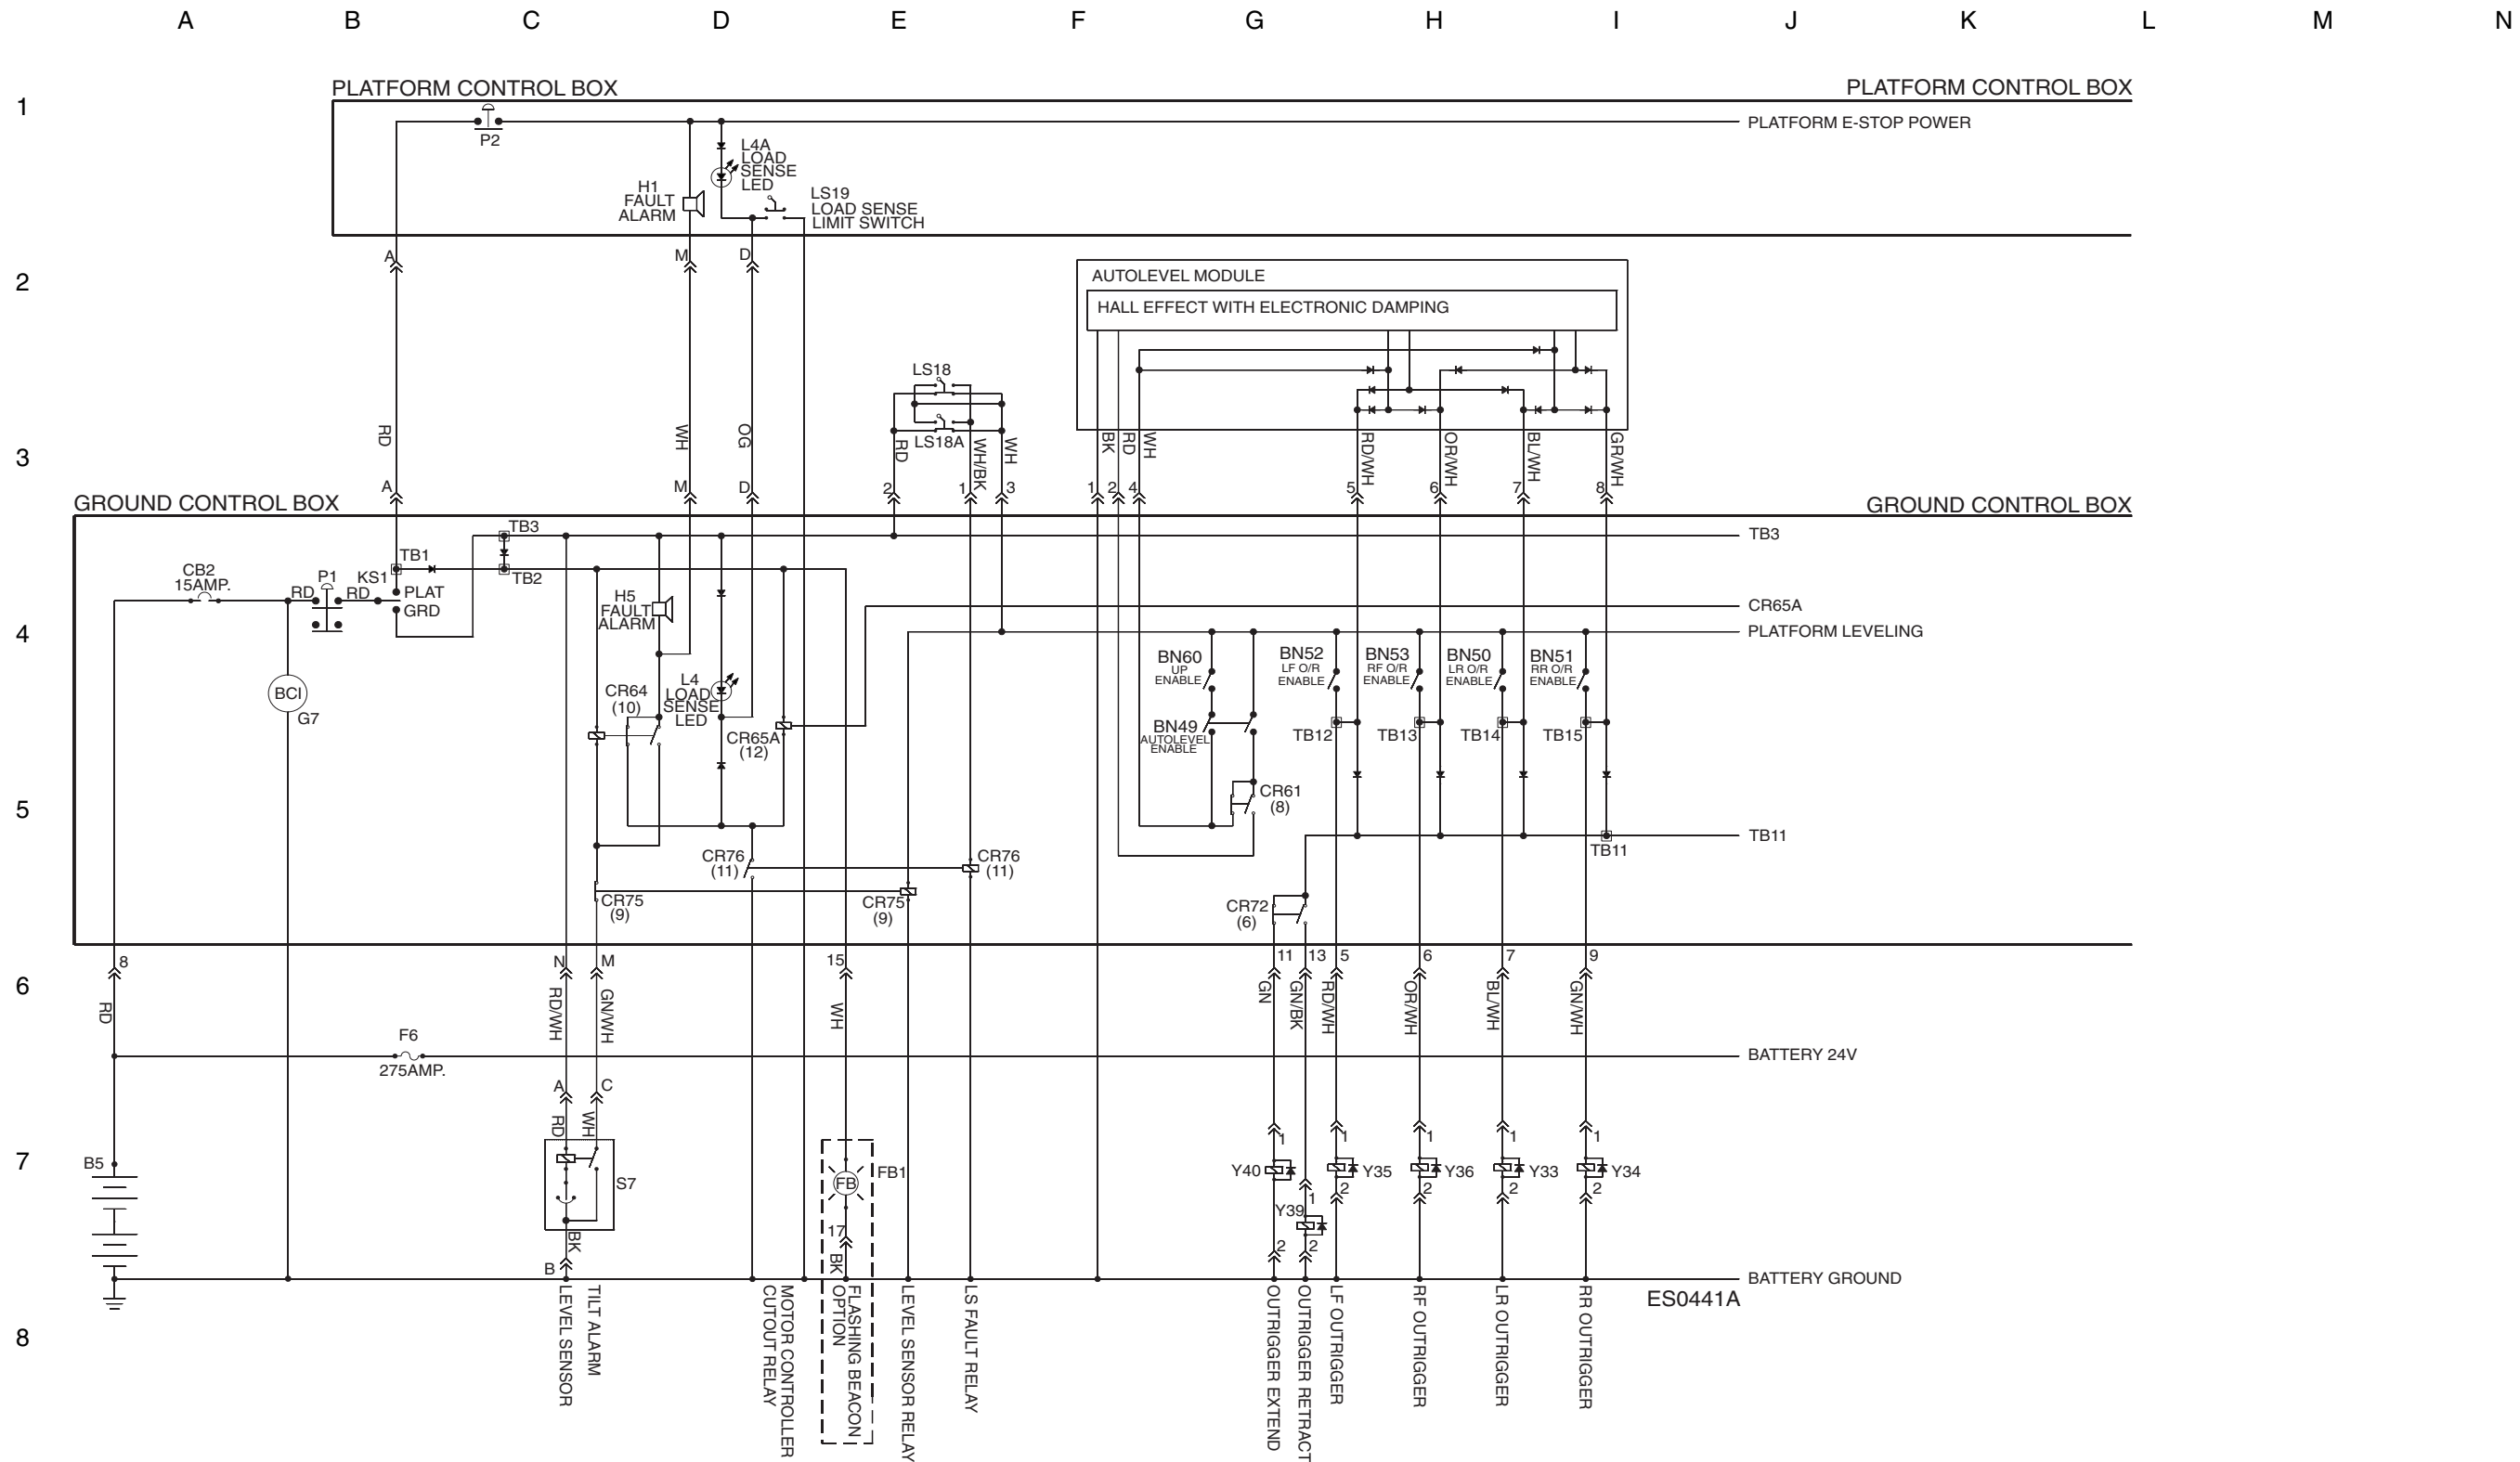 A B C D E F G H I J K L M N
1
PLATFORM CONTROL BOX
PLATFORM CONTROL BOX
P2
PLATFORM E-STOP POWER
L4A
LOAD
SENSE
LED
H1
FAULT
ALARM
LS19
LOAD SENSE
LIMIT SWITCH
A
M
D
2
AUTOLEVEL MODULE
HALL EFFECT WITH ELECTRONIC DAMPING
LS18
LS18A
3
RD
WH
OG
RD
WH/BK
WH
BK
RD
WH
RD/WH
OR/WH
BL/WH
GR/WH
A
M
D
2
1
3
1
2
4
5
6
7
8
GROUND CONTROL BOX
GROUND CONTROL BOX
TB3
TB3
TB1
TB2
CB2
15AMP.
P1
RD
RD
KS1
PLAT
GRD
4
H5
FAULT
ALARM
CR65A
PLATFORM LEVELING
BCI
G7
CR64
(10)
L4
LOAD
SENSE
LED
CR65A
(12)
BN60
UP
ENABLE
BN49
AUTOLEVEL
ENABLE
BN52
LF O/R
ENABLE
BN53
RF O/R
ENABLE
BN50
LR O/R
ENABLE
BN51
RR O/R
ENABLE
TB12
TB13
TB14
TB15
5
CR61
(8)
TB11
TB11
CR76
(11)
CR76
(11)
CR75
(9)
CR75
(9)
CR72
(6)
6
8
N
M
15
11
13
5
6
7
9
RD
RD/WH
GN/WH
WH
GN
GN/BK
RD/WH
OR/WH
BL/WH
GN/WH
F6
275AMP.
BATTERY 24V
A
C
RD
WH
7
B5
S7
FB
FB1
17
BK
BK
B
1
Y40
2
1
Y39
2
1
Y35
2
1
Y36
2
1
Y33
2
1
Y34
2
BATTERY GROUND
ES0441A
8
LEVEL SENSOR
TILT ALARM
MOTOR CONTROLLER
CUTOUT RELAY
FLASHING BEACON
OPTION
LEVEL SENSOR RELAY
LS FAULT RELAY
OUTRIGGER EXTEND
OUTRIGGER RETRACT
LF OUTRIGGER
RF OUTRIGGER
LR OUTRIGGER
RR OUTRIGGER